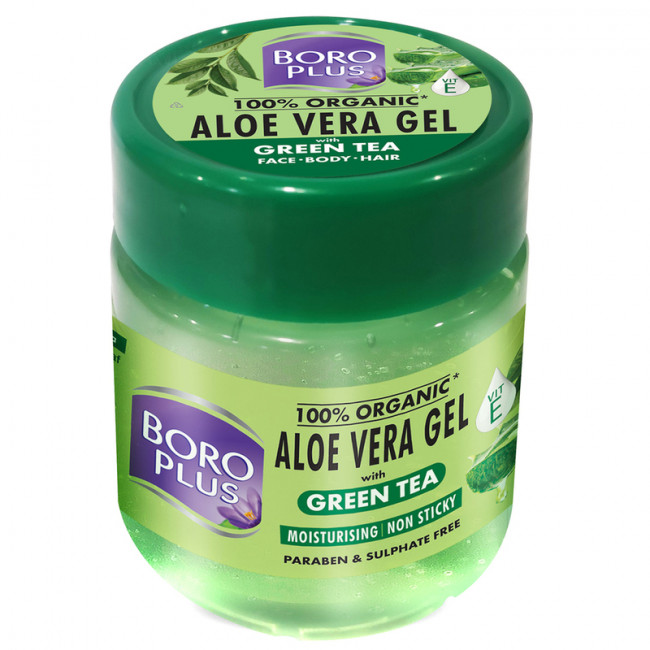 BORO
PLUS
VIT
E
100% ORGANIC*
ALOE VERA GEL
with
GREEN TEA
FACE·BODY·HAIR
BORO
PLUS
100% ORGANIC*
ALOE VERA GEL
VIT
E
with
GREEN TEA
MOISTURISING | NON STICKY
PARABEN & SULPHATE FREE